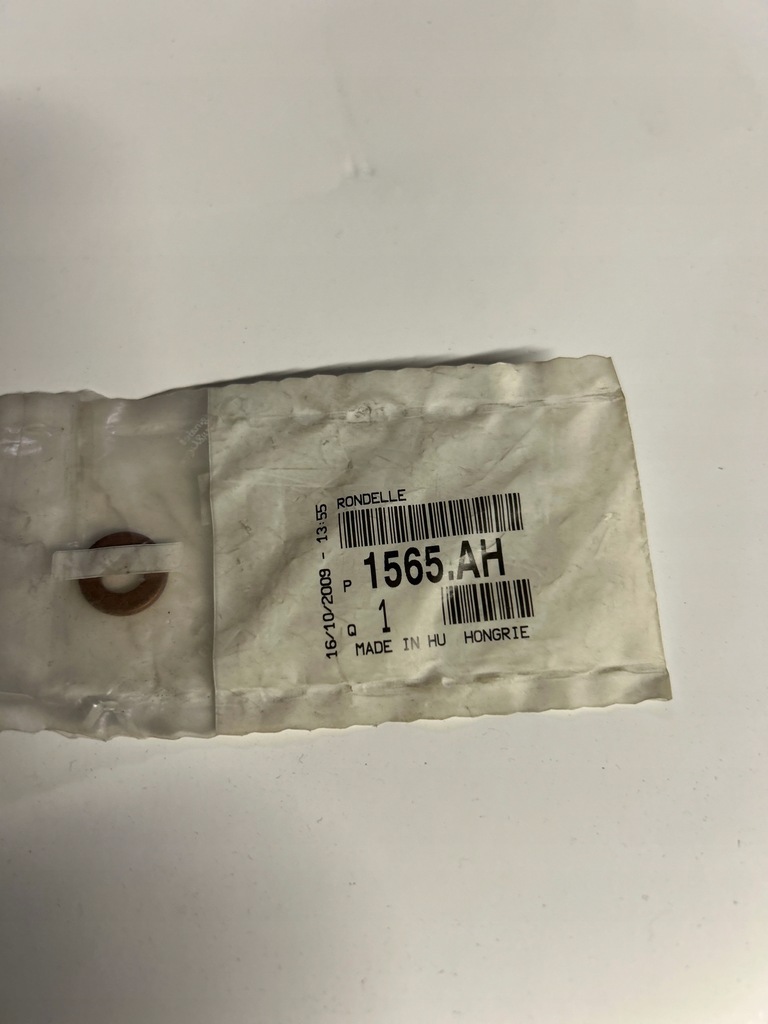 RONDELLE
P 1565.AH
Q 1
MADE IN HU HONGRIE
16/10/2009 - 13:55